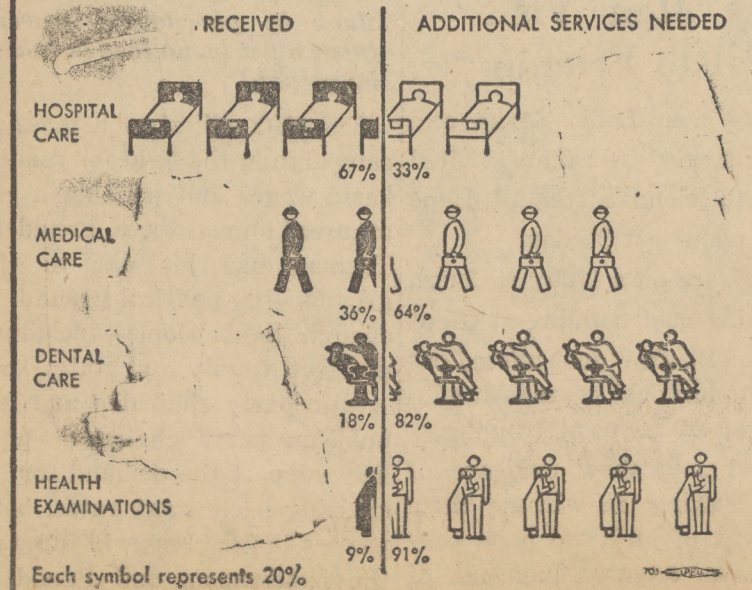 RECEIVED
ADDITIONAL SERVICES NEEDED
HOSPITAL
CARE
67% 33%
MEDICAL
CARE
36% 64%
DENTAL
CARE
18% 82%
HEALTH
EXAMINATIONS
9% 91%
Each symbol represents 20%
703